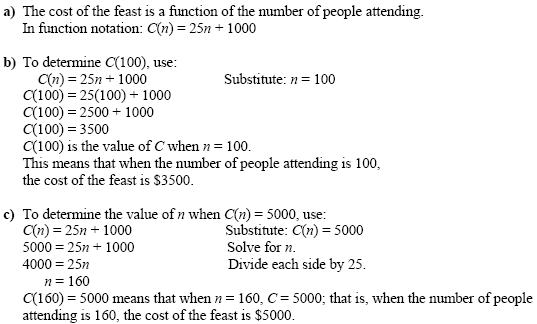 a) The cost of the feast is a function of the number of people attending.
In function notation: C(n) = 25n + 1000
b) To determine C(100), use:
C(n) = 25n + 1000 Substitute: n = 100
C(100) = 25(100) + 1000
C(100) = 2500 + 1000
C(100) = 3500
C(100) is the value of C when n = 100.
This means that when the number of people attending is 100,
the cost of the feast is $3500.
c) To determine the value of n when C(n) = 5000, use:
C(n) = 25n + 1000 Substitute: C(n) = 5000
5000 = 25n + 1000 Solve for n.
4000 = 25n Divide each side by 25.
n = 160
C(160) = 5000 means that when n = 160, C = 5000; that is, when the number of people
attending is 160, the cost of the feast is $5000.